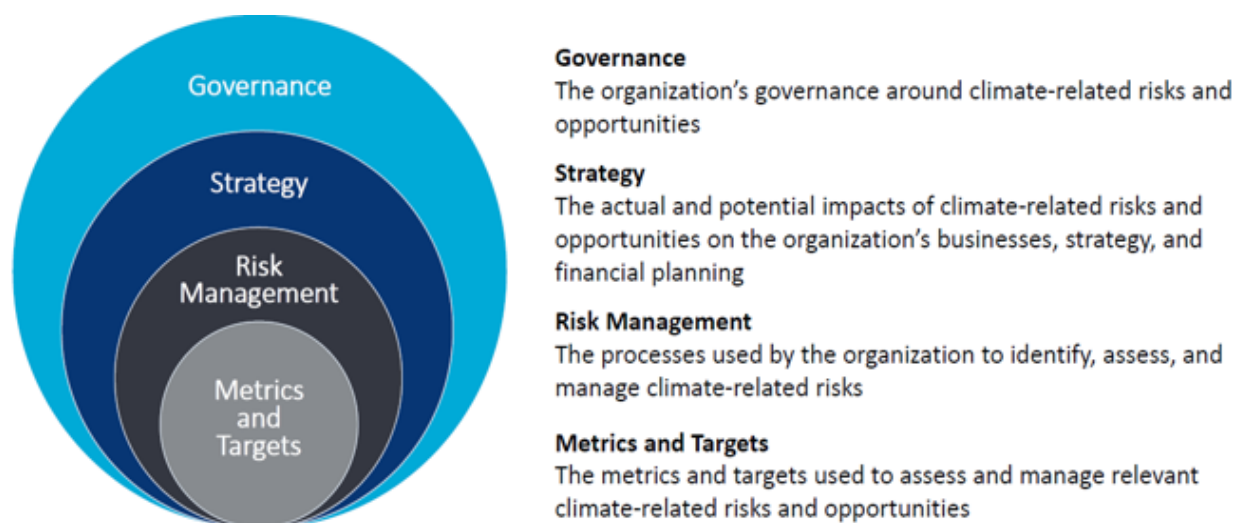 Governance
Strategy
Risk
Management
Metrics
and
Targets
Governance
The organization’s governance around climate-related risks and
opportunities
Strategy
The actual and potential impacts of climate-related risks and
opportunities on the organization’s businesses, strategy, and
financial planning
Risk Management
The processes used by the organization to identify, assess, and
manage climate-related risks
Metrics and Targets
The metrics and targets used to assess and manage relevant
climate-related risks and opportunities